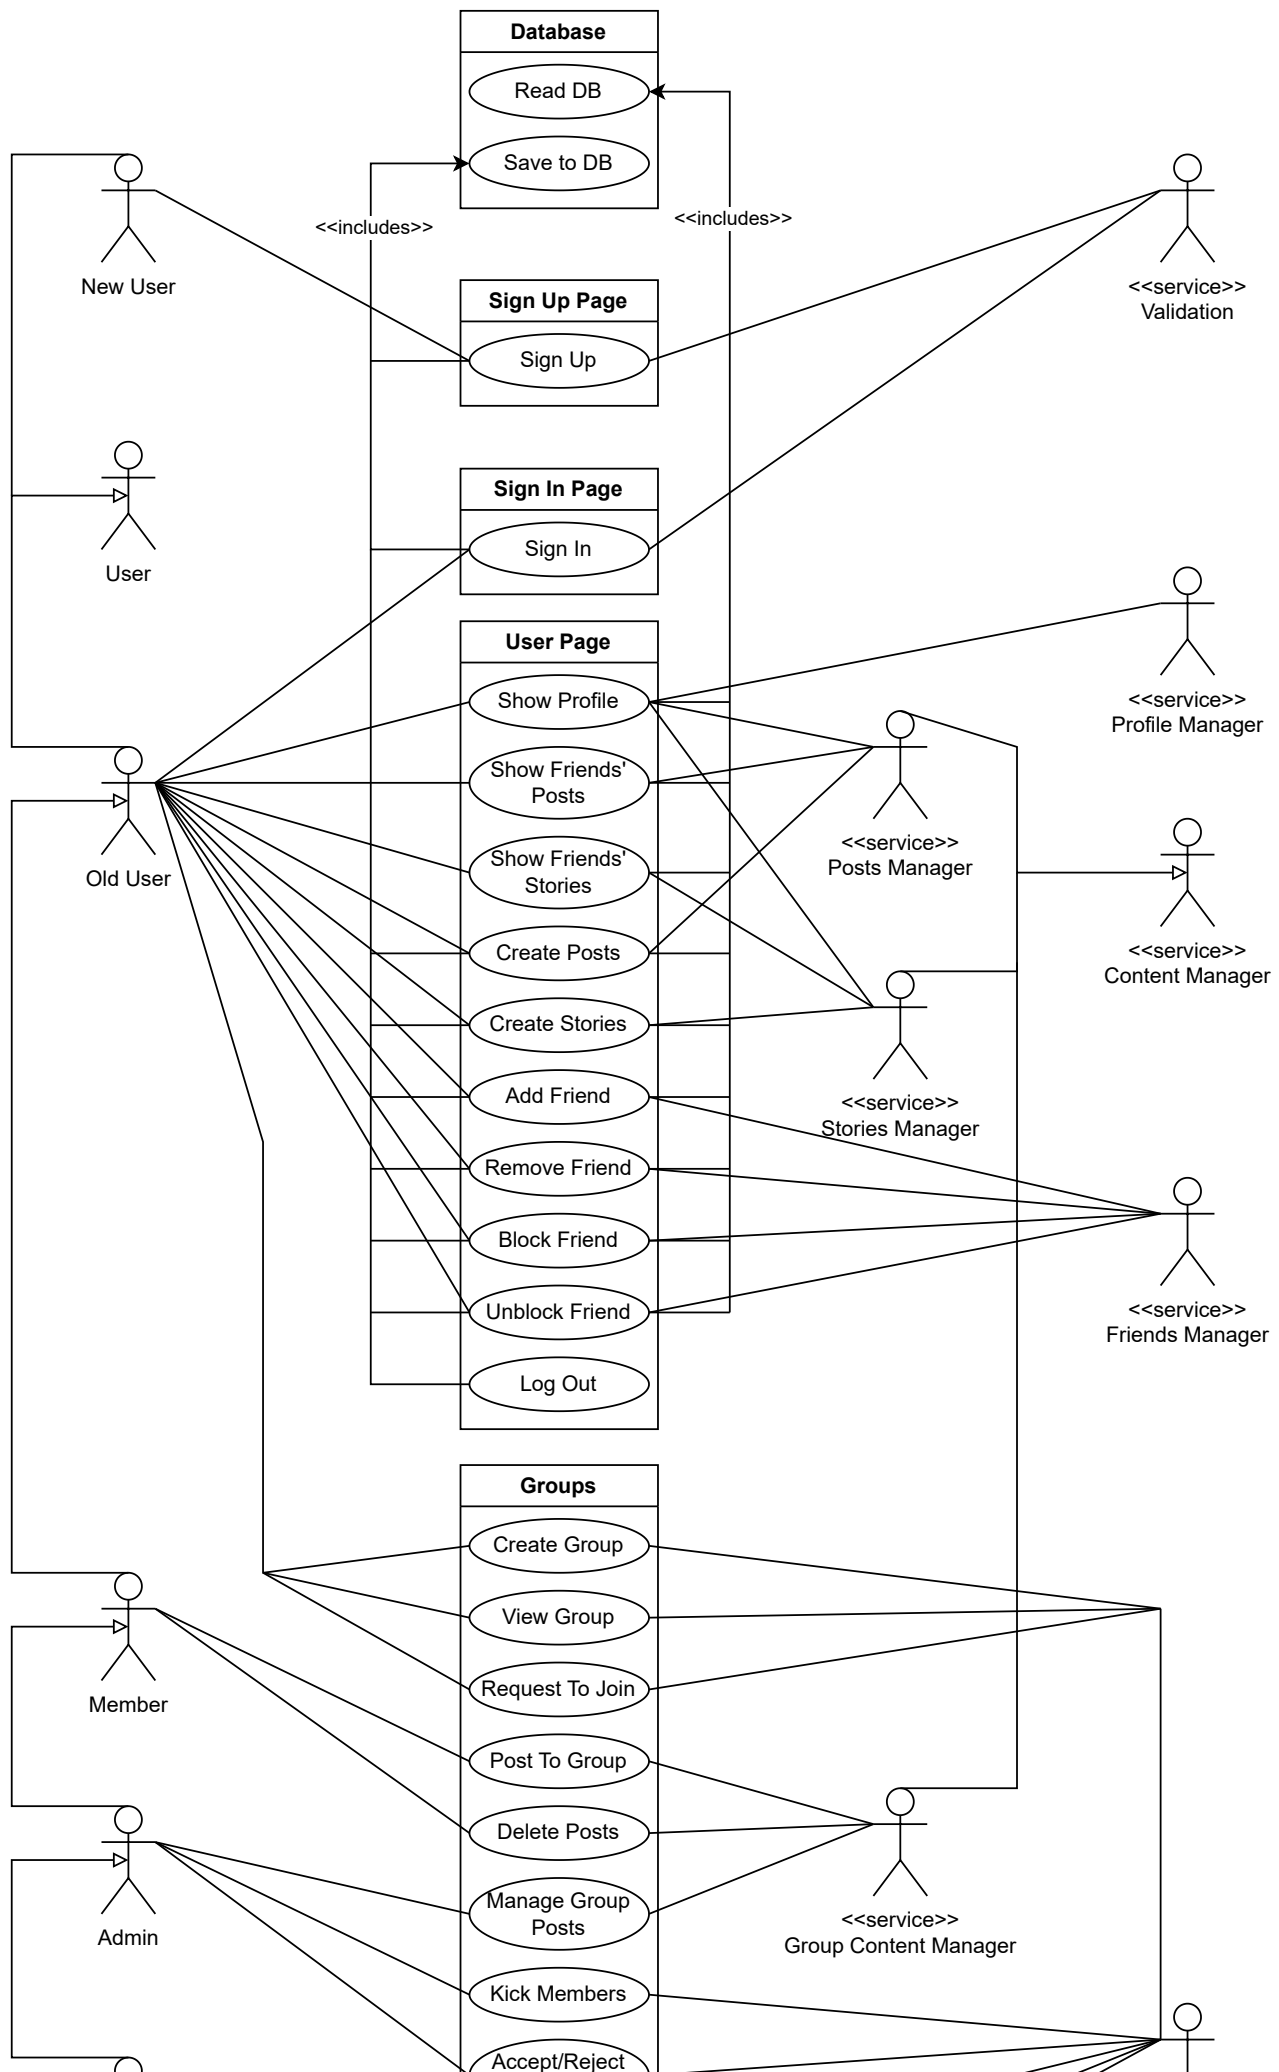 Database
Read DB
Save to DB
<<includes>>
<<includes>>
New User
<<service>>
Validation
Sign Up Page
Sign Up
User
Sign In Page
Sign In
User Page
Show Profile
<<service>>
Profile Manager
Show Friends'
Posts
Old User
<<service>>
Posts Manager
Show Friends'
Stories
Create Posts
<<service>>
Content Manager
Create Stories
Add Friend
<<service>>
Stories Manager
Remove Friend
Block Friend
Unblock Friend
<<service>>
Friends Manager
Log Out
Groups
Create Group
View Group
Request To Join
Member
Post To Group
Delete Posts
Manage Group
Posts
Admin
<<service>>
Group Content Manager
Kick Members
Accept/Reject